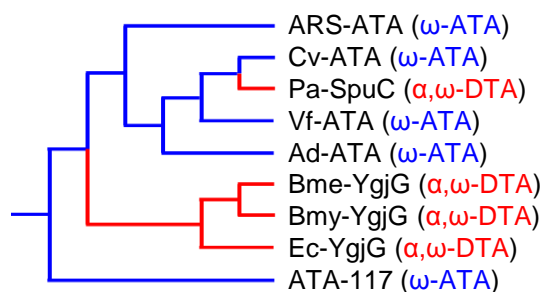 ARS-ATA (ω-ATA)
Cv-ATA (ω-ATA)
Pa-SpuC (α,ω-DTA)
Vf-ATA (ω-ATA)
Ad-ATA (ω-ATA)
Bme-YgjG (α,ω-DTA)
Bmy-YgjG (α,ω-DTA)
Ec-YgjG (α,ω-DTA)
ATA-117 (ω-ATA)